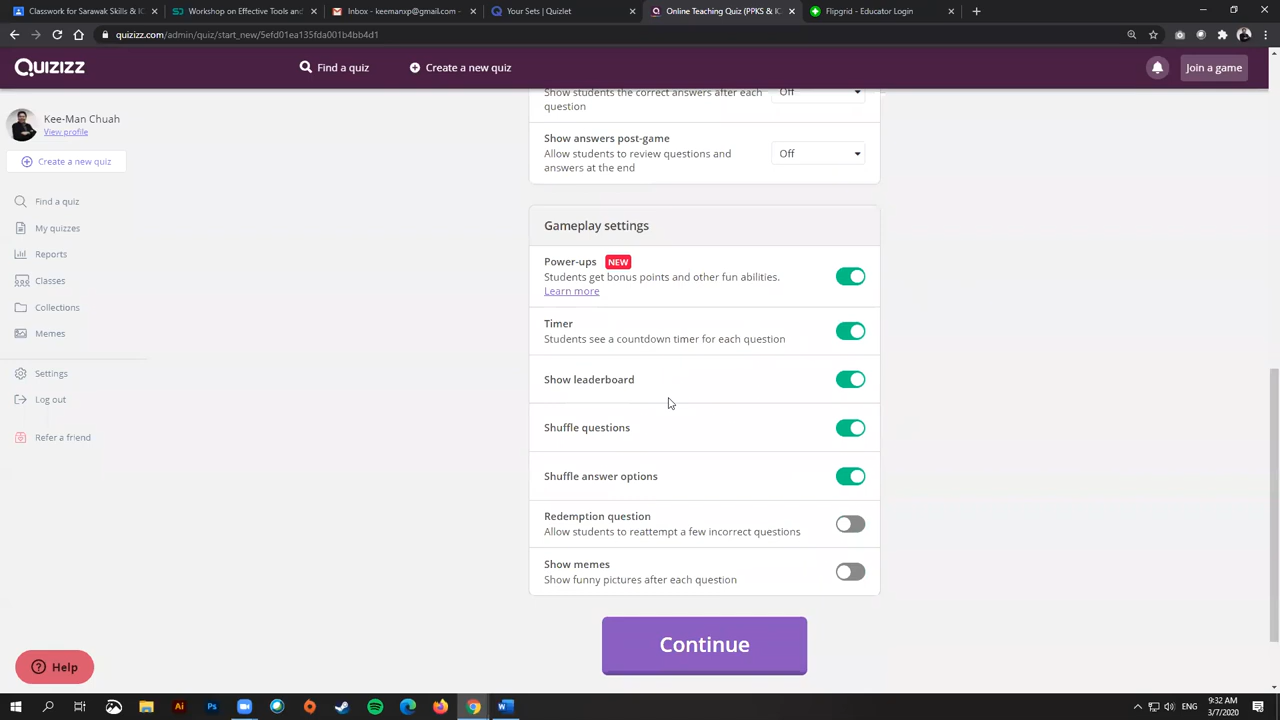 Classwork for Sarawak Skills & IC
Workshop on Effective Tools and
Inbox - keemanxp@gmail.com -
Your Sets | Quizlet
Online Teaching Quiz (PPKS & IC
Flipgrid - Educator Login
quizizz.com/admin/quiz/start_new/5efd01ea135fda001b4bb4d1
QUIZIZZ
Find a quiz
Create a new quiz
Join a game
Kee-Man Chuah
View profile
Create a new quiz
Find a quiz
My quizzes
Reports
Classes
Collections
Memes
Settings
Log out
Refer a friend
Help
Show students the correct answers after each
question
Off
Show answers post-game
Allow students to review questions and
answers at the end
Off
Gameplay settings
Power-ups NEW
Students get bonus points and other fun abilities.
Learn more
Timer
Students see a countdown timer for each question
Show leaderboard
Shuffle questions
Shuffle answer options
Redemption question
Allow students to reattempt a few incorrect questions
Show memes
Show funny pictures after each question
Continue
Ai
Ps
W
ENG
9:32 AM
3/7/2020